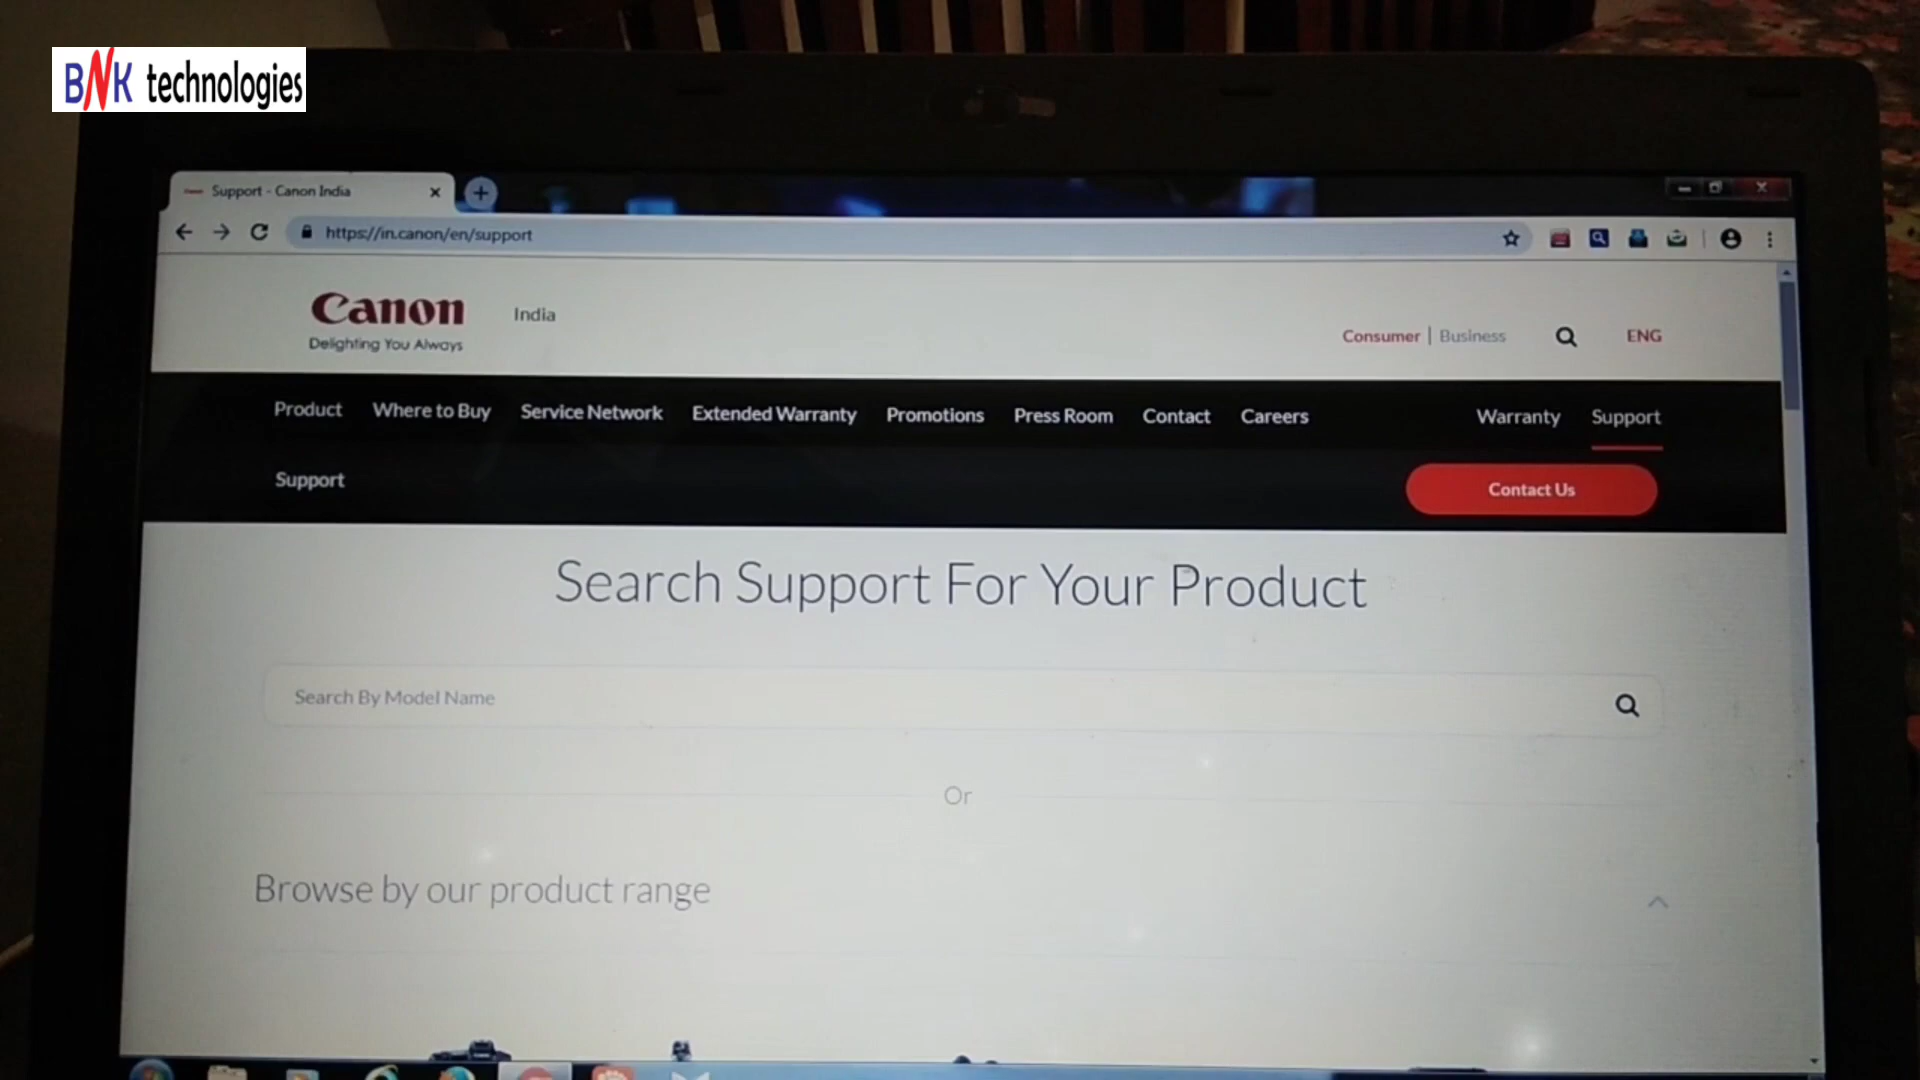 BNK technologies
Support - Canon India
https://in.canon/en/support
Canon
India
Delighting You Always
Consumer | Business
ENG
Product Where to Buy Service Network Extended Warranty Promotions Press Room Contact Careers Warranty Support
Support
Contact Us
Search Support For Your Product
Search By Model Name
Or
Browse by our product range